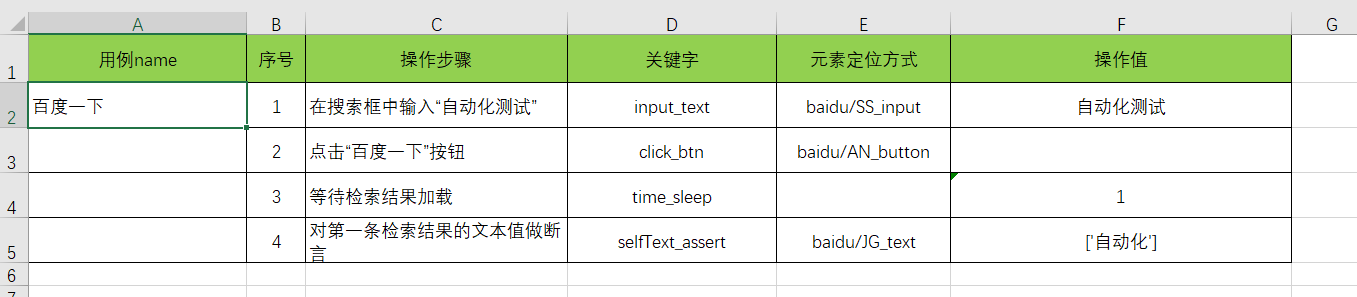 A B C D E F G
1 用例name 序号 操作步骤 关键字 元素定位方式 操作值
2 百度一下 1 在搜索框中输入“自动化测试” input_text baidu/SS_input 自动化测试
3 2 点击“百度一下”按钮 click_btn baidu/AN_button
4 3 等待检索结果加载 time_sleep 1
5 4 对第一条检索结果的文本值做断 selfText_assert baidu/JG_text ['自动化']
言
6
7